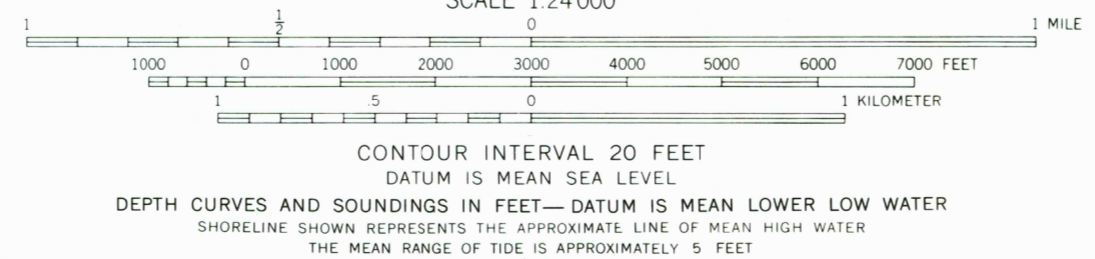 SCALE 1:24 000
1 1/2 0 1 MILE
1000 0 1000 2000 3000 4000 5000 6000 7000 FEET
1 .5 0 1 KILOMETER
CONTOUR INTERVAL 20 FEET
DATUM IS MEAN SEA LEVEL
DEPTH CURVES AND SOUNDINGS IN FEET—DATUM IS MEAN LOWER LOW WATER
SHORELINE SHOWN REPRESENTS THE APPROXIMATE LINE OF MEAN HIGH WATER
THE MEAN RANGE OF TIDE IS APPROXIMATELY 5 FEET